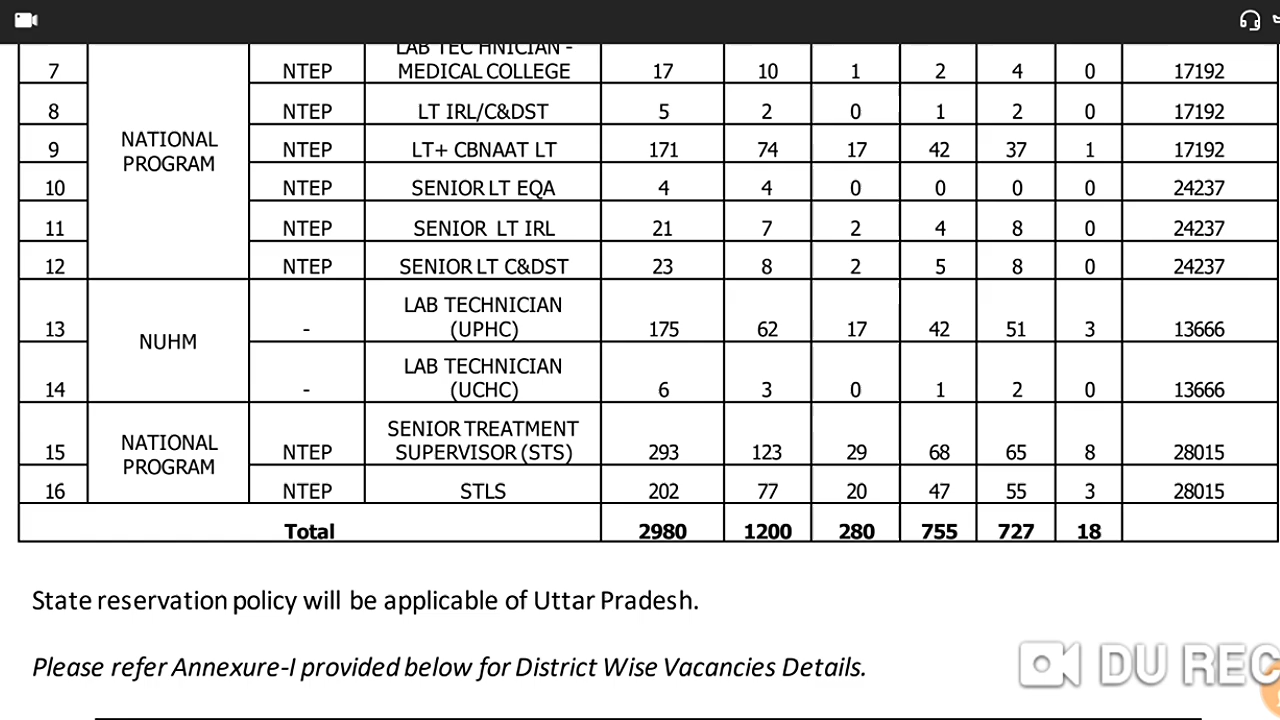 LAB TEC HNICIAN -
7 NTEP MEDICAL COLLEGE 17 10 1 2 4 0 17192
8 NTEP LT IRL/C&DST 5 2 0 1 2 0 17192
NATIONAL
PROGRAM
9 NTEP LT+ CBNAAT LT 171 74 17 42 37 1 17192
10 NTEP SENIOR LT EQA 4 4 0 0 0 0 24237
11 NTEP SENIOR LT IRL 21 7 2 4 8 0 24237
12 NTEP SENIOR LT C&DST 23 8 2 5 8 0 24237
LAB TECHNICIAN
13 - (UPHC) 175 62 17 42 51 3 13666
NUHM
LAB TECHNICIAN
14 - (UCHC) 6 3 0 1 2 0 13666
SENIOR TREATMENT
NATIONAL
15 NTEP SUPERVISOR (STS) 293 123 29 68 65 8 28015
PROGRAM
16 NTEP STLS 202 77 20 47 55 3 28015
Total 2980 1200 280 755 727 18
State reservation policy will be applicable of Uttar Pradesh.
Please refer Annexure-I provided below for District Wise Vacancies Details.
DU REC